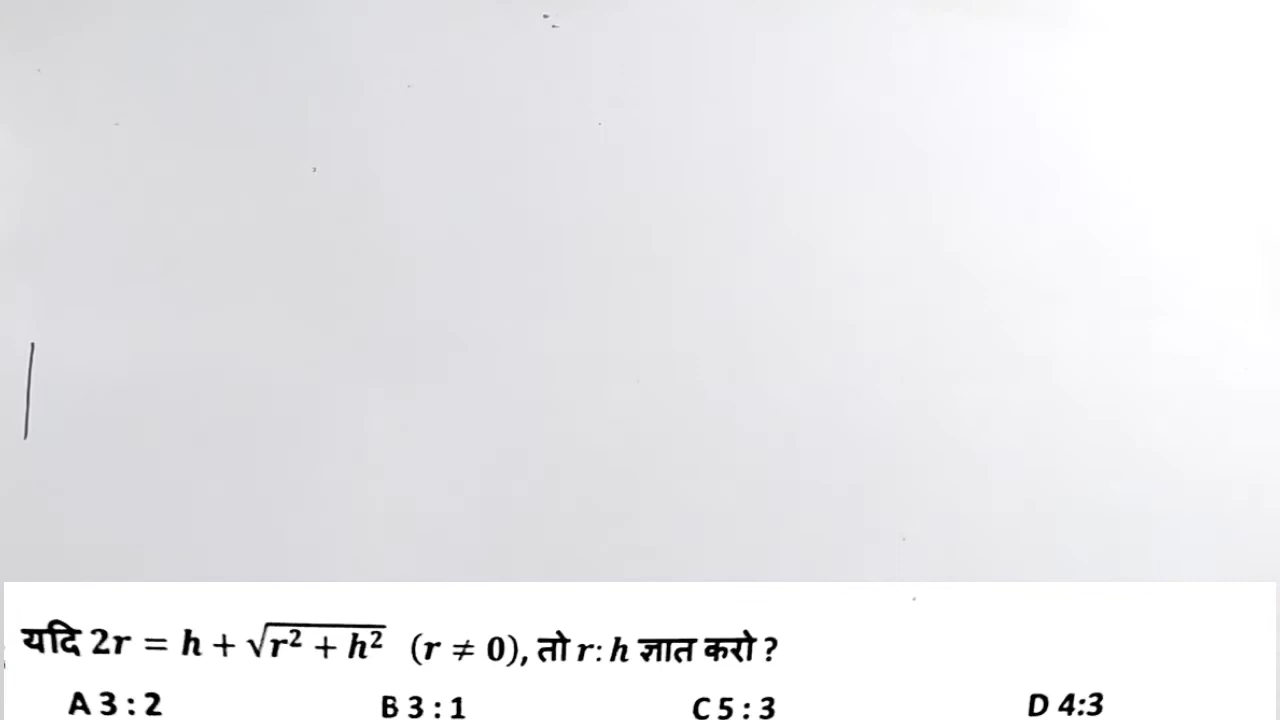 यदि 2r = h + √r² + h² (r ≠ 0), तो r: h ज्ञात करो ?
A 3 : 2 B 3 : 1 C 5 : 3 D 4:3